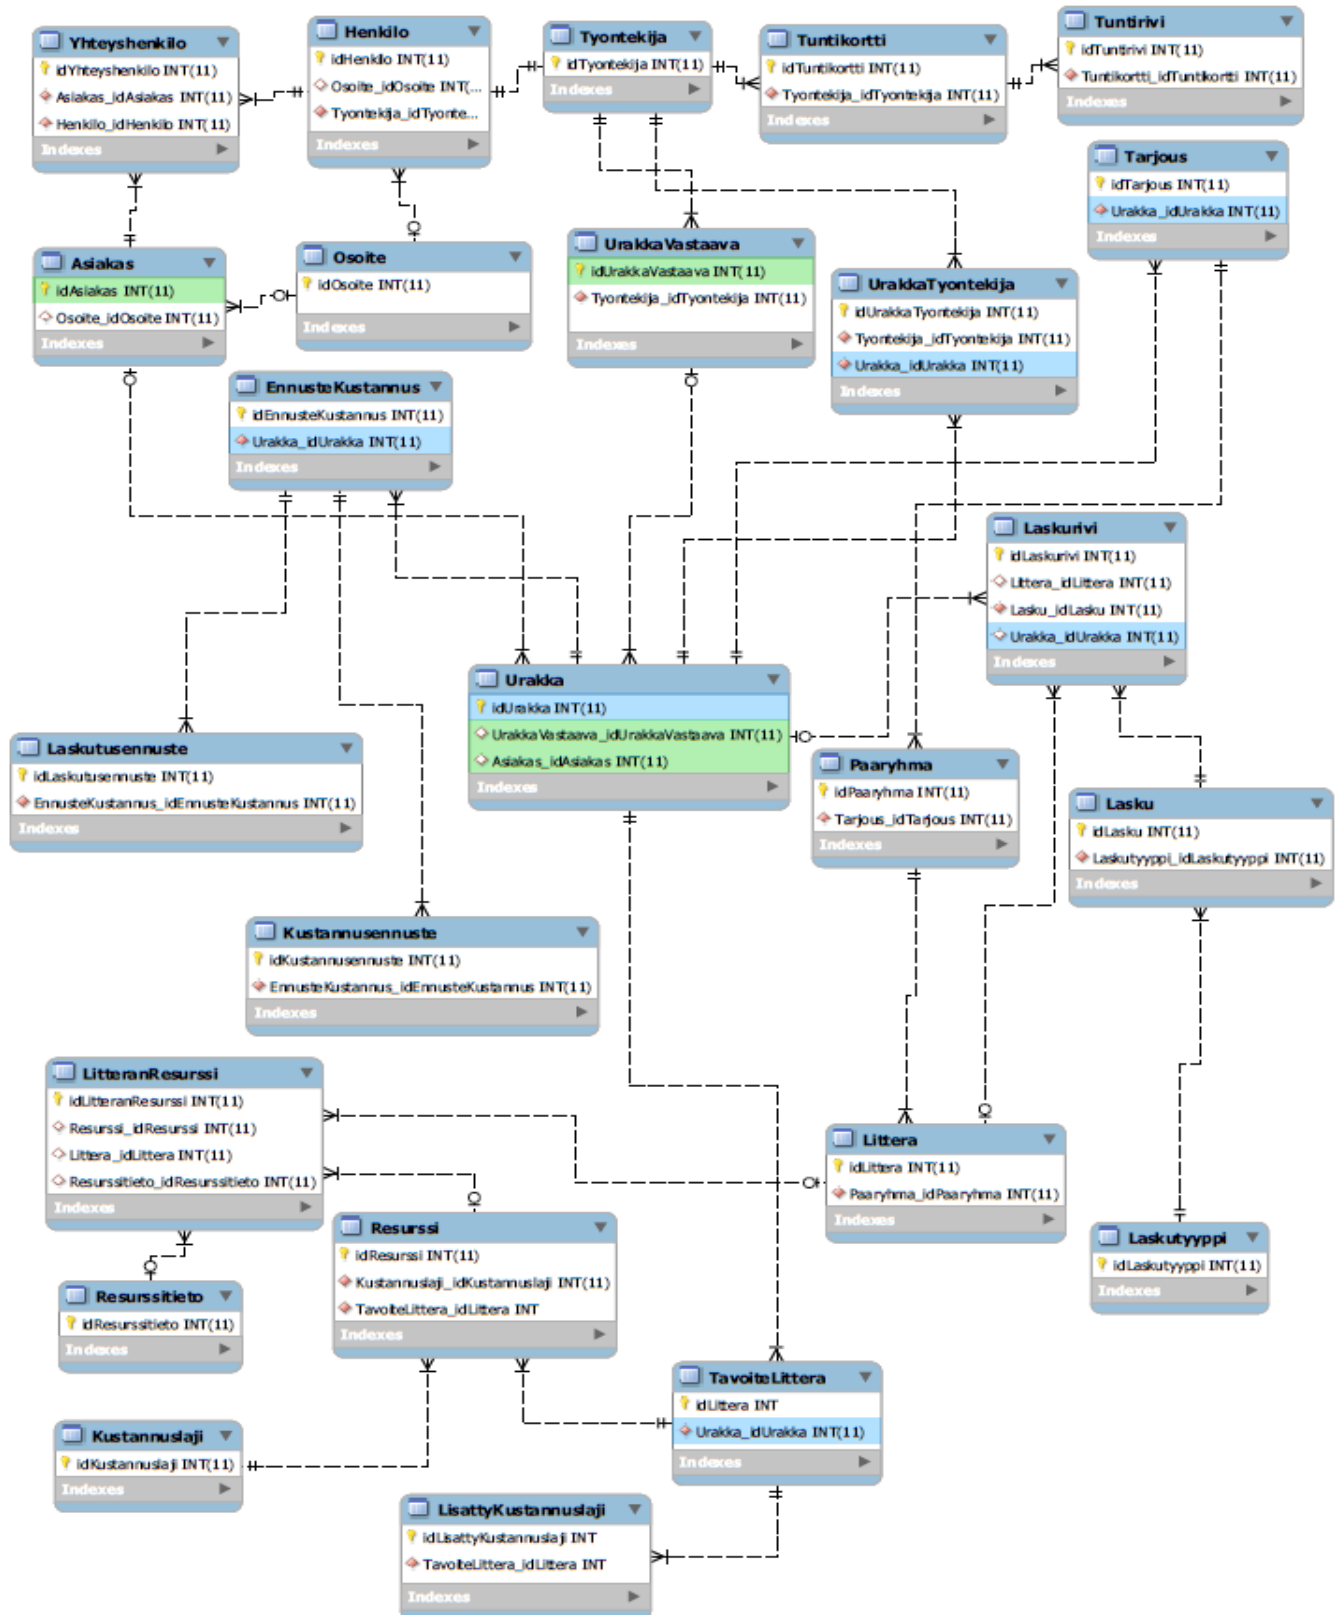 Yhteyshenkilo
idYhteyshenkilo INT(11)
Asiakas_idAsiakas INT(11)
Henkilo_idHenkilo INT(11)
Indexes
Henkilo
idHenkilo INT(11)
Osoite_idOsoite INT(...
Tyontekija_idTyonte...
Indexes
Tyontekija
idTyontekija INT(11)
Indexes
Tuntikortti
idTuntikortti INT(11)
Tyontekija_idTyontekija INT(11)
Indexes
Tuntirivi
idTuntirivi INT(11)
Tuntikortti_idTuntikortti INT(11)
Indexes
Tarjous
idTarjous INT(11)
Urakka_idUrakka INT(11)
Indexes
Asiakas
idAsiakas INT(11)
Osoite_idOsoite INT(11)
Indexes
Osoite
idOsoite INT(11)
Indexes
UrakkaVastaava
idUrakkaVastaava INT(11)
Tyontekija_idTyontekija INT(11)
Indexes
UrakkaTyontekija
idUrakkaTyontekija INT(11)
Tyontekija_idTyontekija INT(11)
Urakka_idUrakka INT(11)
Indexes
EnnusteKustannus
idEnnusteKustannus INT(11)
Urakka_idUrakka INT(11)
Indexes
Laskurivi
idLaskurivi INT(11)
Littera_idLittera INT(11)
Lasku_idLasku INT(11)
Urakka_idUrakka INT(11)
Indexes
Urakka
idUrakka INT(11)
UrakkaVastaava_idUrakkaVastaava INT(11)
Asiakas_idAsiakas INT(11)
Indexes
Laskutusennuste
idLaskutusennuste INT(11)
EnnusteKustannus_idEnnusteKustannus INT(11)
Indexes
Paaryhma
idPaaryhma INT(11)
Tarjous_idTarjous INT(11)
Indexes
Lasku
idLasku INT(11)
Laskutyyppi_idLaskutyyppi INT(11)
Indexes
Kustannusennuste
idKustannusennuste INT(11)
EnnusteKustannus_idEnnusteKustannus INT(11)
Indexes
LitteranResurssi
idLitteranResurssi INT(11)
Resurssi_idResurssi INT(11)
Littera_idLittera INT(11)
Resurssitieto_idResurssitieto INT(11)
Indexes
Littera
idLittera INT(11)
Paaryhma_idPaaryhma INT(11)
Indexes
Resurssi
idResurssi INT(11)
Kustannuslaji_idKustannuslaji INT(11)
TavoiteLittera_idLittera INT
Indexes
Laskutyyppi
idLaskutyyppi INT(11)
Indexes
Resurssitieto
idResurssitieto INT(11)
Indexes
TavoiteLittera
idLittera INT
Urakka_idUrakka INT(11)
Indexes
Kustannuslaji
idKustannuslaji INT(11)
Indexes
LisattyKustannuslaji
idLisattyKustannuslaji INT
TavoiteLittera_idLittera INT
Indexes